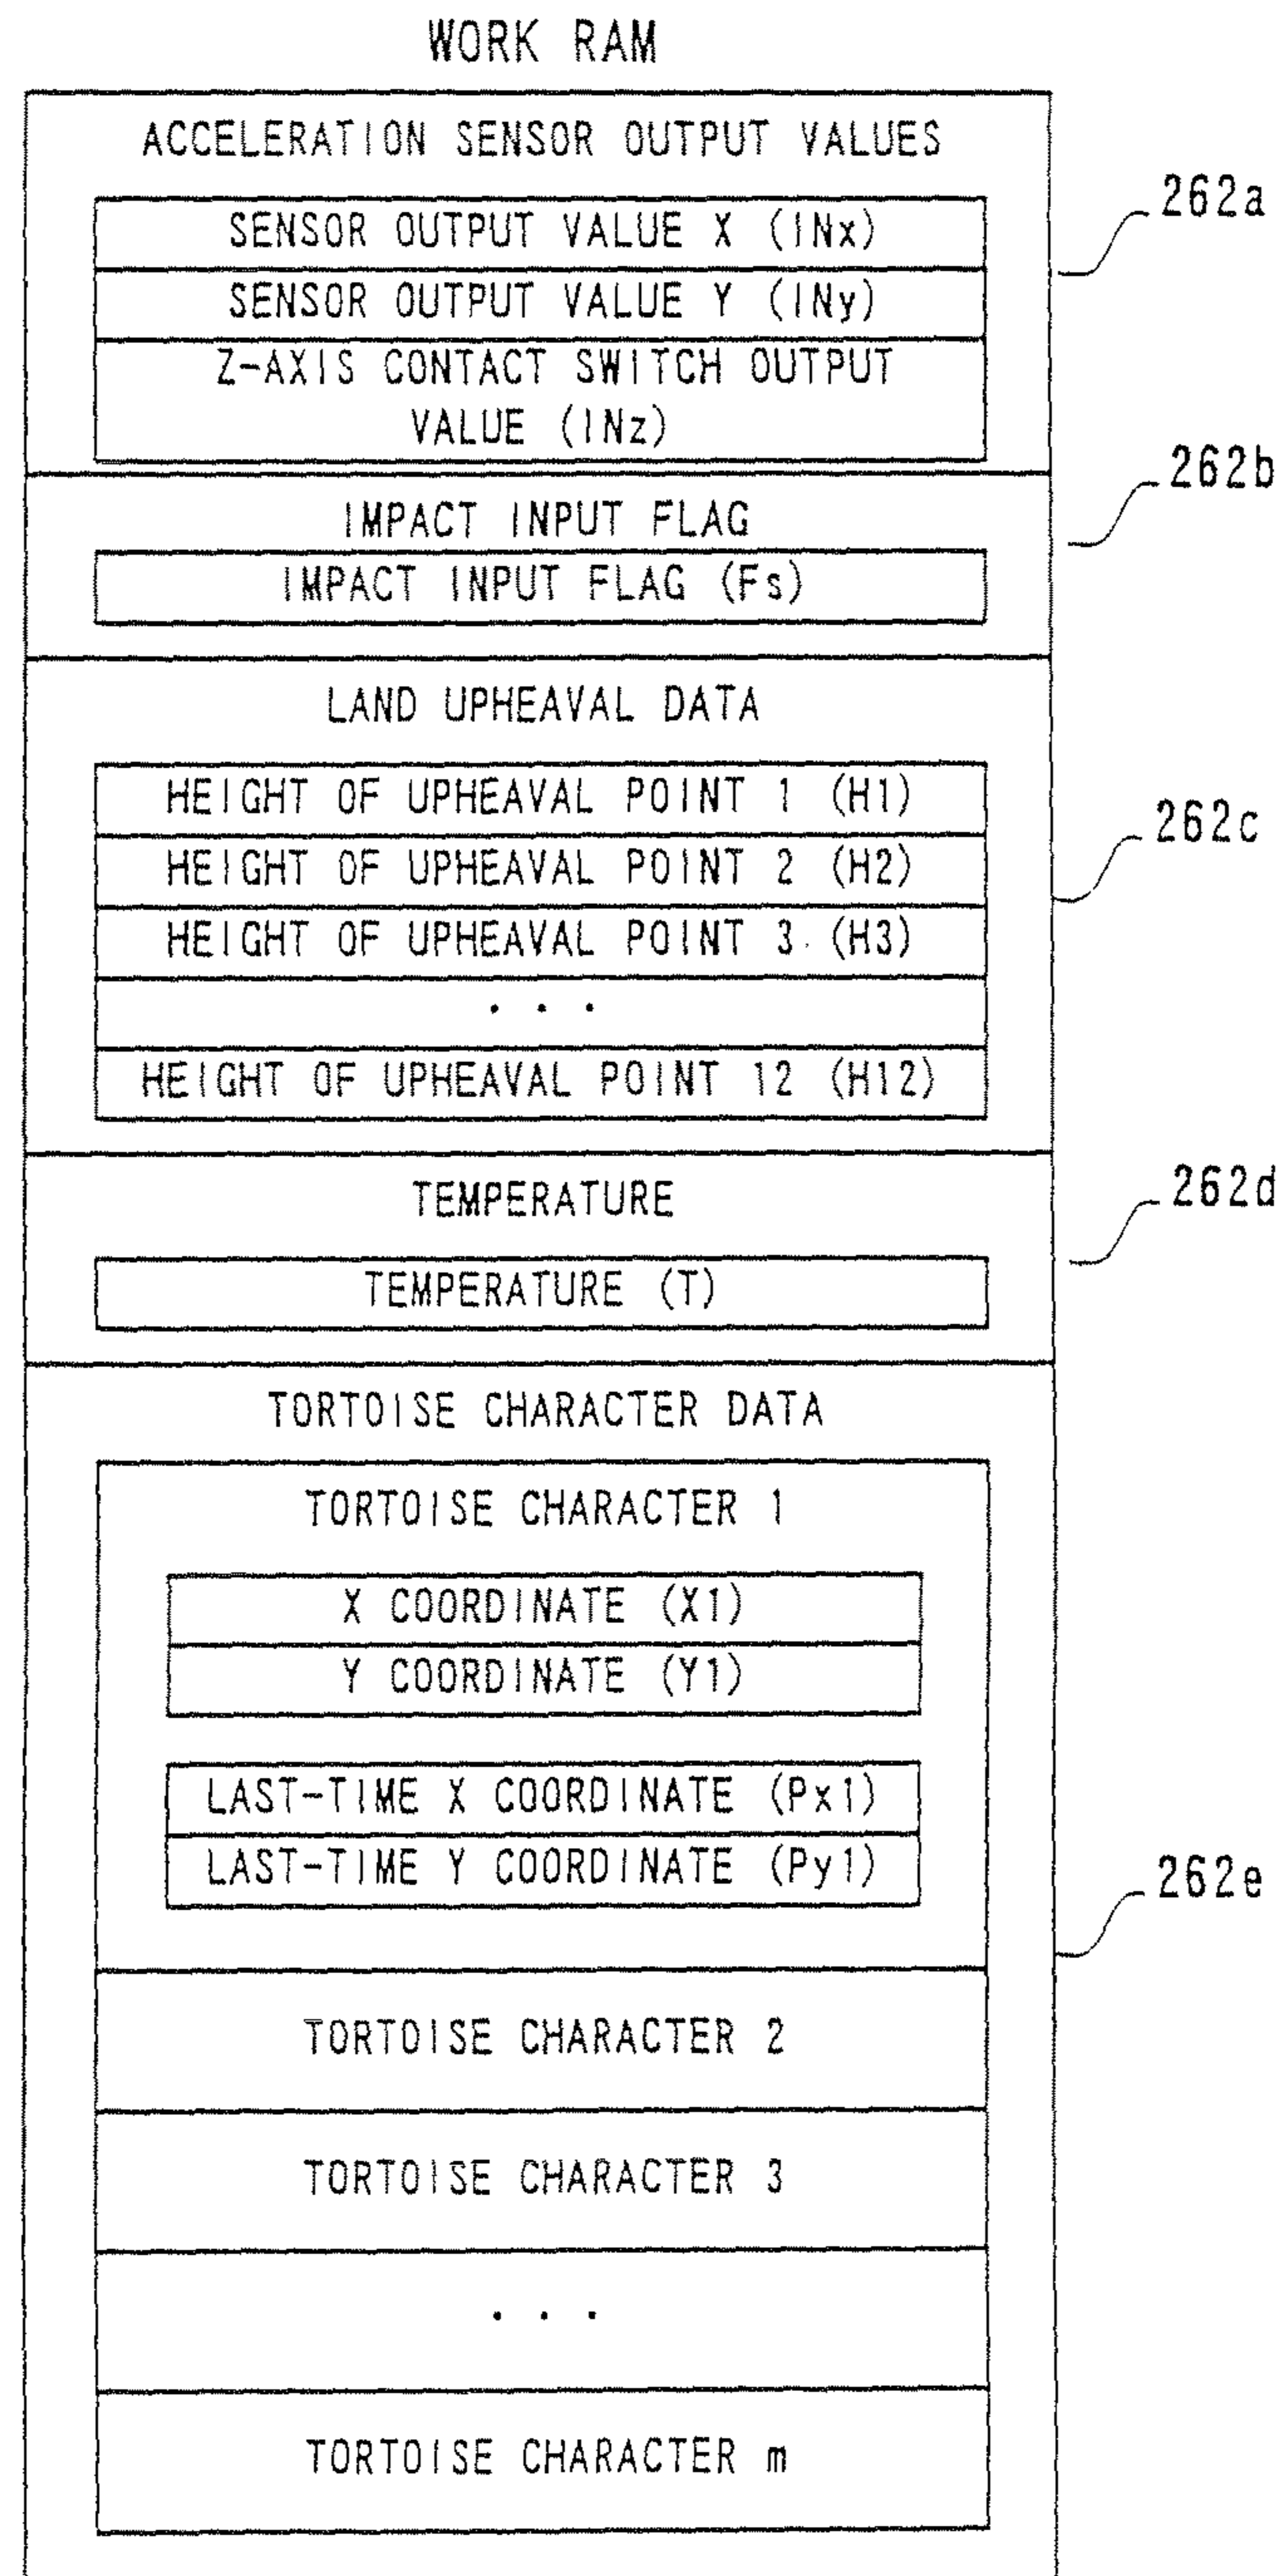 WORK RAM
ACCELERATION SENSOR OUTPUT VALUES
262a
SENSOR OUTPUT VALUE X (INx)
SENSOR OUTPUT VALUE Y (INy)
Z-AXIS CONTACT SWITCH OUTPUT
VALUE (INz)
262b
IMPACT INPUT FLAG
IMPACT INPUT FLAG (Fs)
LAND UPHEAVAL DATA
HEIGHT OF UPHEAVAL POINT 1 (H1)
262c
HEIGHT OF UPHEAVAL POINT 2 (H2)
HEIGHT OF UPHEAVAL POINT 3 (H3)
. . .
HEIGHT OF UPHEAVAL POINT 12 (H12)
262d
TEMPERATURE
TEMPERATURE (T)
TORTOISE CHARACTER DATA
TORTOISE CHARACTER 1
X COORDINATE (X1)
Y COORDINATE (Y1)
LAST-TIME X COORDINATE (Px1)
LAST-TIME Y COORDINATE (Py1)
262e
TORTOISE CHARACTER 2
TORTOISE CHARACTER 3
. . .
TORTOISE CHARACTER m